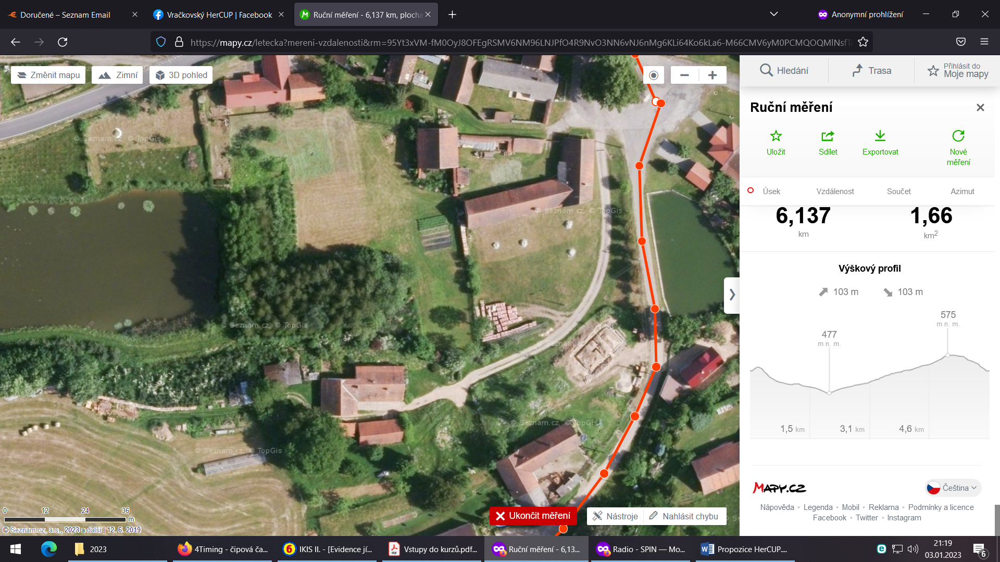 Doručené – Seznam Email
Vračkovský HerCUP | Facebook
Ruční měření - 6,137 km, plocha
Anonymní prohlížení
https://mapy.cz/letecka?mereni-vzdalenosti&rm=95Yt3xVM-fM0OyJ8OFEgRSMV6NM96LNJPfO4R9NvO3NN6vNJ6nMg6KLi64Ko6kLa6-M66CMV6yM0PCMQOQMlNsfTa
Změnit mapu
Zimní
3D pohled
Hledání
Trasa
Přihlásit do
Moje mapy
Ruční měření
Uložit
Sdílet
Exportovat
Nové
měření
Úsek Vzdálenost Součet Azimut
6,137
km
1,66
km2
Výškový profil
103 m
103 m
575
m n. m.
477
m n. m.
1,5 km
3,1 km
4,6 km
© Seznam.cz, © TopGis
© Seznam.cz, © TopGis
© Seznam.cz, © TopGis
© Seznam.cz, © TopGis
© Seznam.cz, © TopGis
© Seznam.cz, © TopGis
Mapy.cz
Čeština
Nápověda • Legenda • Mobil • Reklama • Podmínky a licence
Facebook • Twitter • Instagram
Ukončit měření
Nástroje
Nahlásit chybu
0 12 24 36
m
© Seznam.cz, a.s., 2023 a další | 12. 6. 2019
2023
4Timing - čipová ča...
IKIS II. - [Evidence jí...
Vstupy do kurzů.pdf...
Ruční měření - 6,13...
Radio - SPIN — Mo...
Propozice HerCUP....
21:19
03.01.2023
6